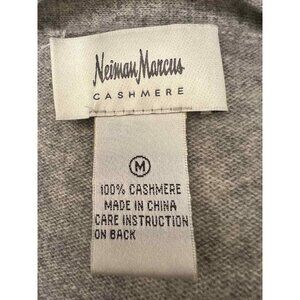 Neiman Marcus
CASHMERE
M
100% CASHMERE
MADE IN CHINA
CARE INSTRUCTION
ON BACK